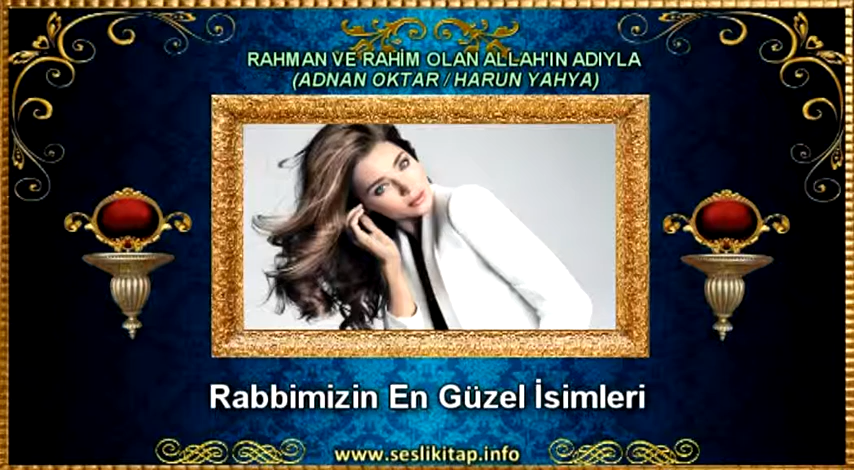 RAHMAN VE RAHİM OLAN ALLAH'IN ADIYLA
(ADNAN OKTAR / HARUN YAHYA)
Rabbimizin En Güzel İsimleri
www.seslikitap.info